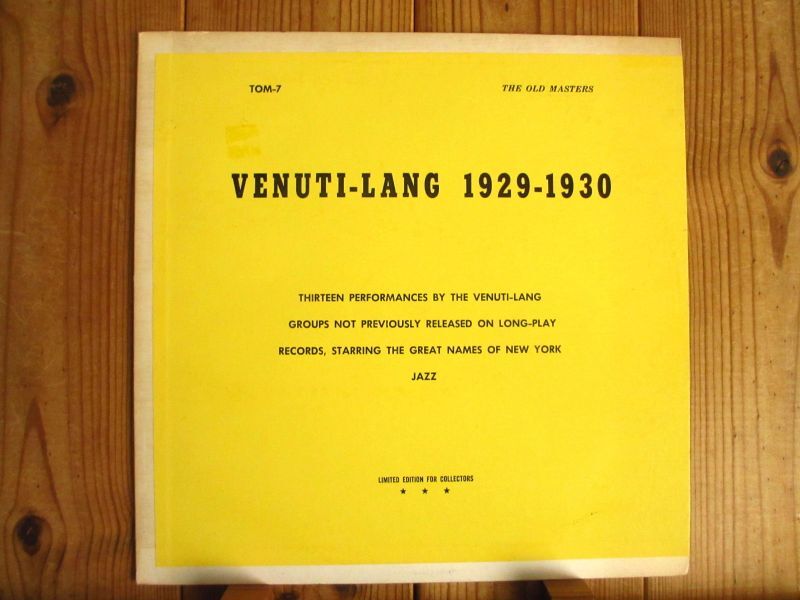 TOM-7 THE OLD MASTERS
VENUTI-LANG 1929-1930
THIRTEEN PERFORMANCES BY THE VENUTI-LANG
GROUPS NOT PREVIOUSLY RELEASED ON LONG-PLAY
RECORDS, STARRING THE GREAT NAMES OF NEW YORK
JAZZ
LIMITED EDITION FOR COLLECTORS
★ ★ ★